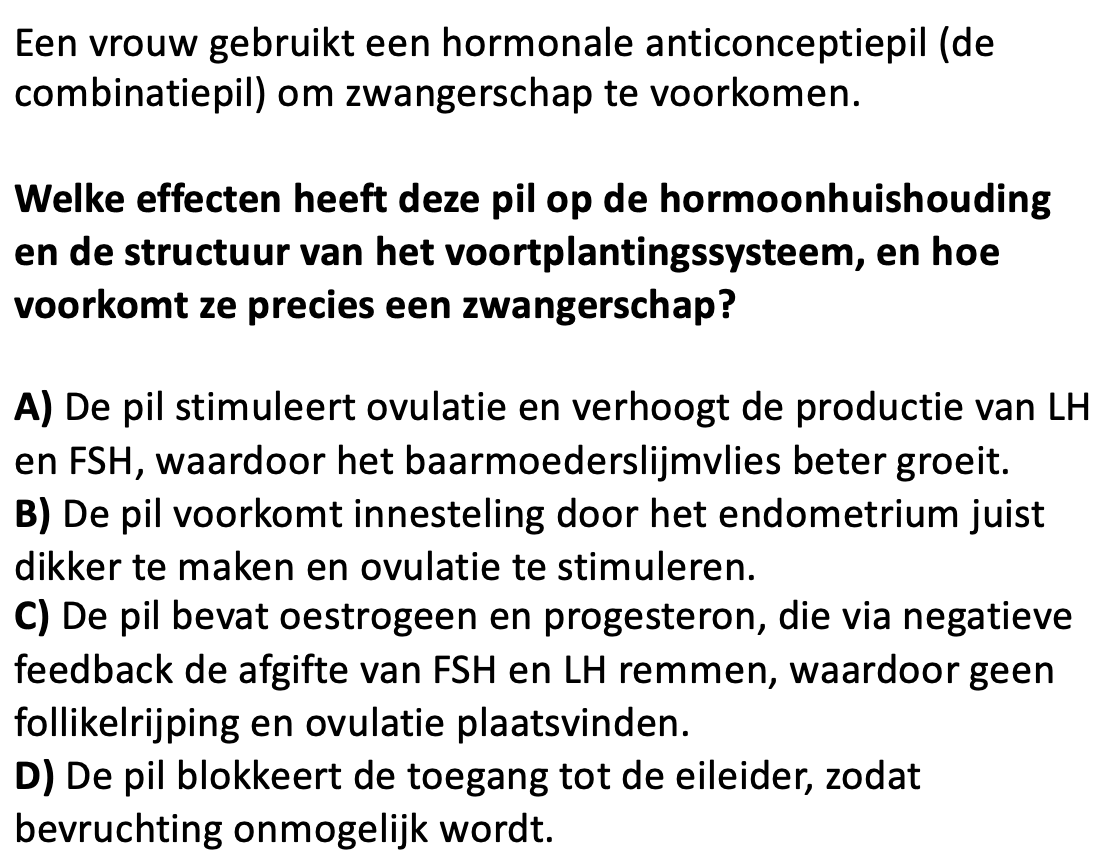 Een vrouw gebruikt een hormonale anticonceptiepil (de
combinatiepil) om zwangerschap te voorkomen.
Welke effecten heeft deze pil op de hormoonhuishouding
en de structuur van het voortplantingssysteem, en hoe
voorkomt ze precies een zwangerschap?
A) De pil stimuleert ovulatie en verhoogt de productie van LH
en FSH, waardoor het baarmoederslijmvlies beter groeit.
B) De pil voorkomt innesteling door het endometrium juist
dikker te maken en ovulatie te stimuleren.
C) De pil bevat oestrogeen en progesteron, die via negatieve
feedback de afgifte van FSH en LH remmen, waardoor geen
follikelrijping en ovulatie plaatsvinden.
D) De pil blokkeert de toegang tot de eileider, zodat
bevruchting onmogelijk wordt.